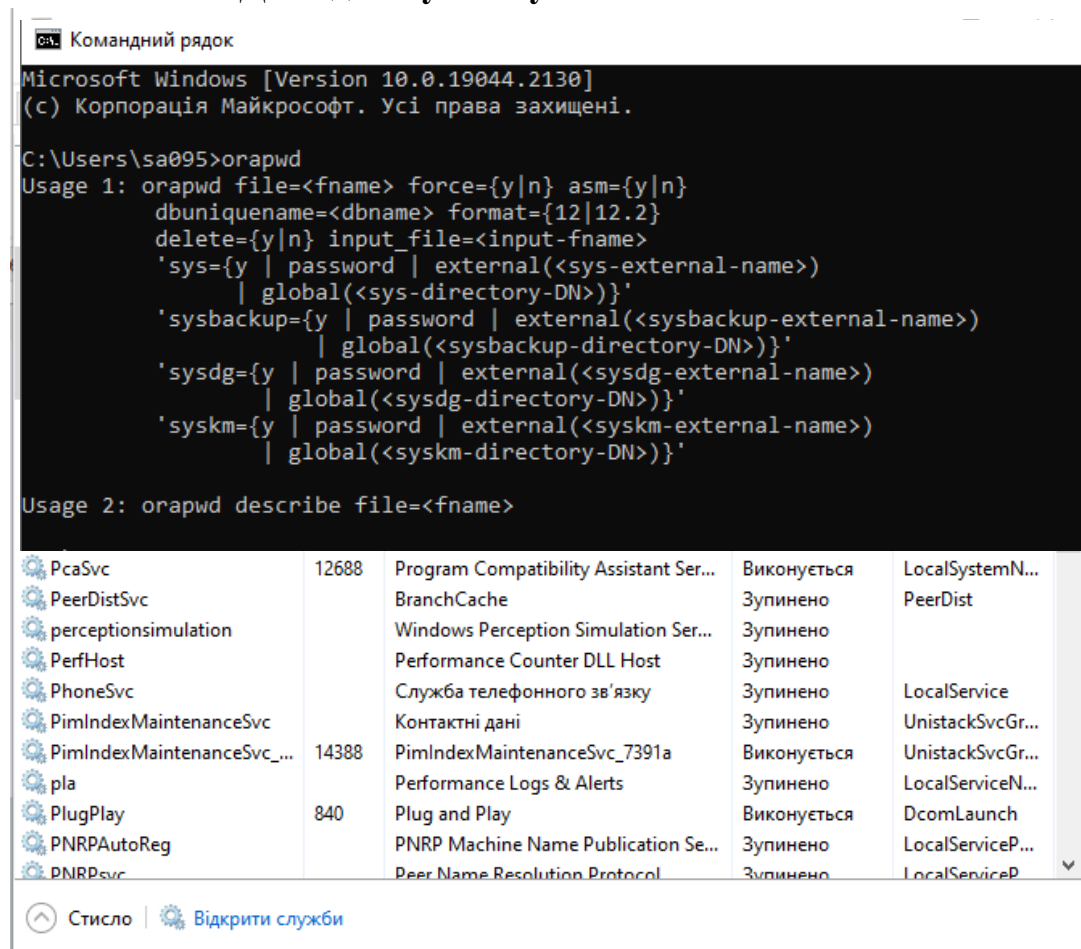 Командний рядок
Microsoft Windows [Version 10.0.19044.2130]
(c) Корпорація Майкрософт. Усі права захищені.
C:\Users\sa095>orapwd
Usage 1: orapwd file=<fname> force={y|n} asm={y|n}
dbuniquename=<dbname> format={12|12.2}
delete={y|n} input_file=<input-fname>
'sys={y | password | external(<sys-external-name>)
| global(<sys-directory-DN>)}'
'sysbackup={y | password | external(<sysbackup-external-name>)
| global(<sysbackup-directory-DN>)}'
'sysdg={y | password | external(<sysdg-external-name>)
| global(<sysdg-directory-DN>)}'
'syskm={y | password | external(<syskm-external-name>)
| global(<syskm-directory-DN>)}'
Usage 2: orapwd describe file=<fname>
PcaSvc 12688 Program Compatibility Assistant Ser... Виконується LocalSystemN...
PeerDistSvc BranchCache Зупинено PeerDist
perceptionsimulation Windows Perception Simulation Ser... Зупинено
PerfHost Performance Counter DLL Host Зупинено
PhoneSvc Служба телефонного зв’язку Зупинено LocalService
PimIndexMaintenanceSvc Контактні дані Зупинено UnistackSvcGr...
PimIndexMaintenanceSvc_... 14388 PimIndexMaintenanceSvc_7391a Виконується UnistackSvcGr...
pla Performance Logs & Alerts Зупинено LocalServiceN...
PlugPlay 840 Plug and Play Виконується DcomLaunch
PNRPAutoReg PNRP Machine Name Publication Se... Зупинено LocalServiceP...
PNRPsvc Peer Name Resolution Protocol Зупинено LocalServiceP
Стисло Відкрити служби